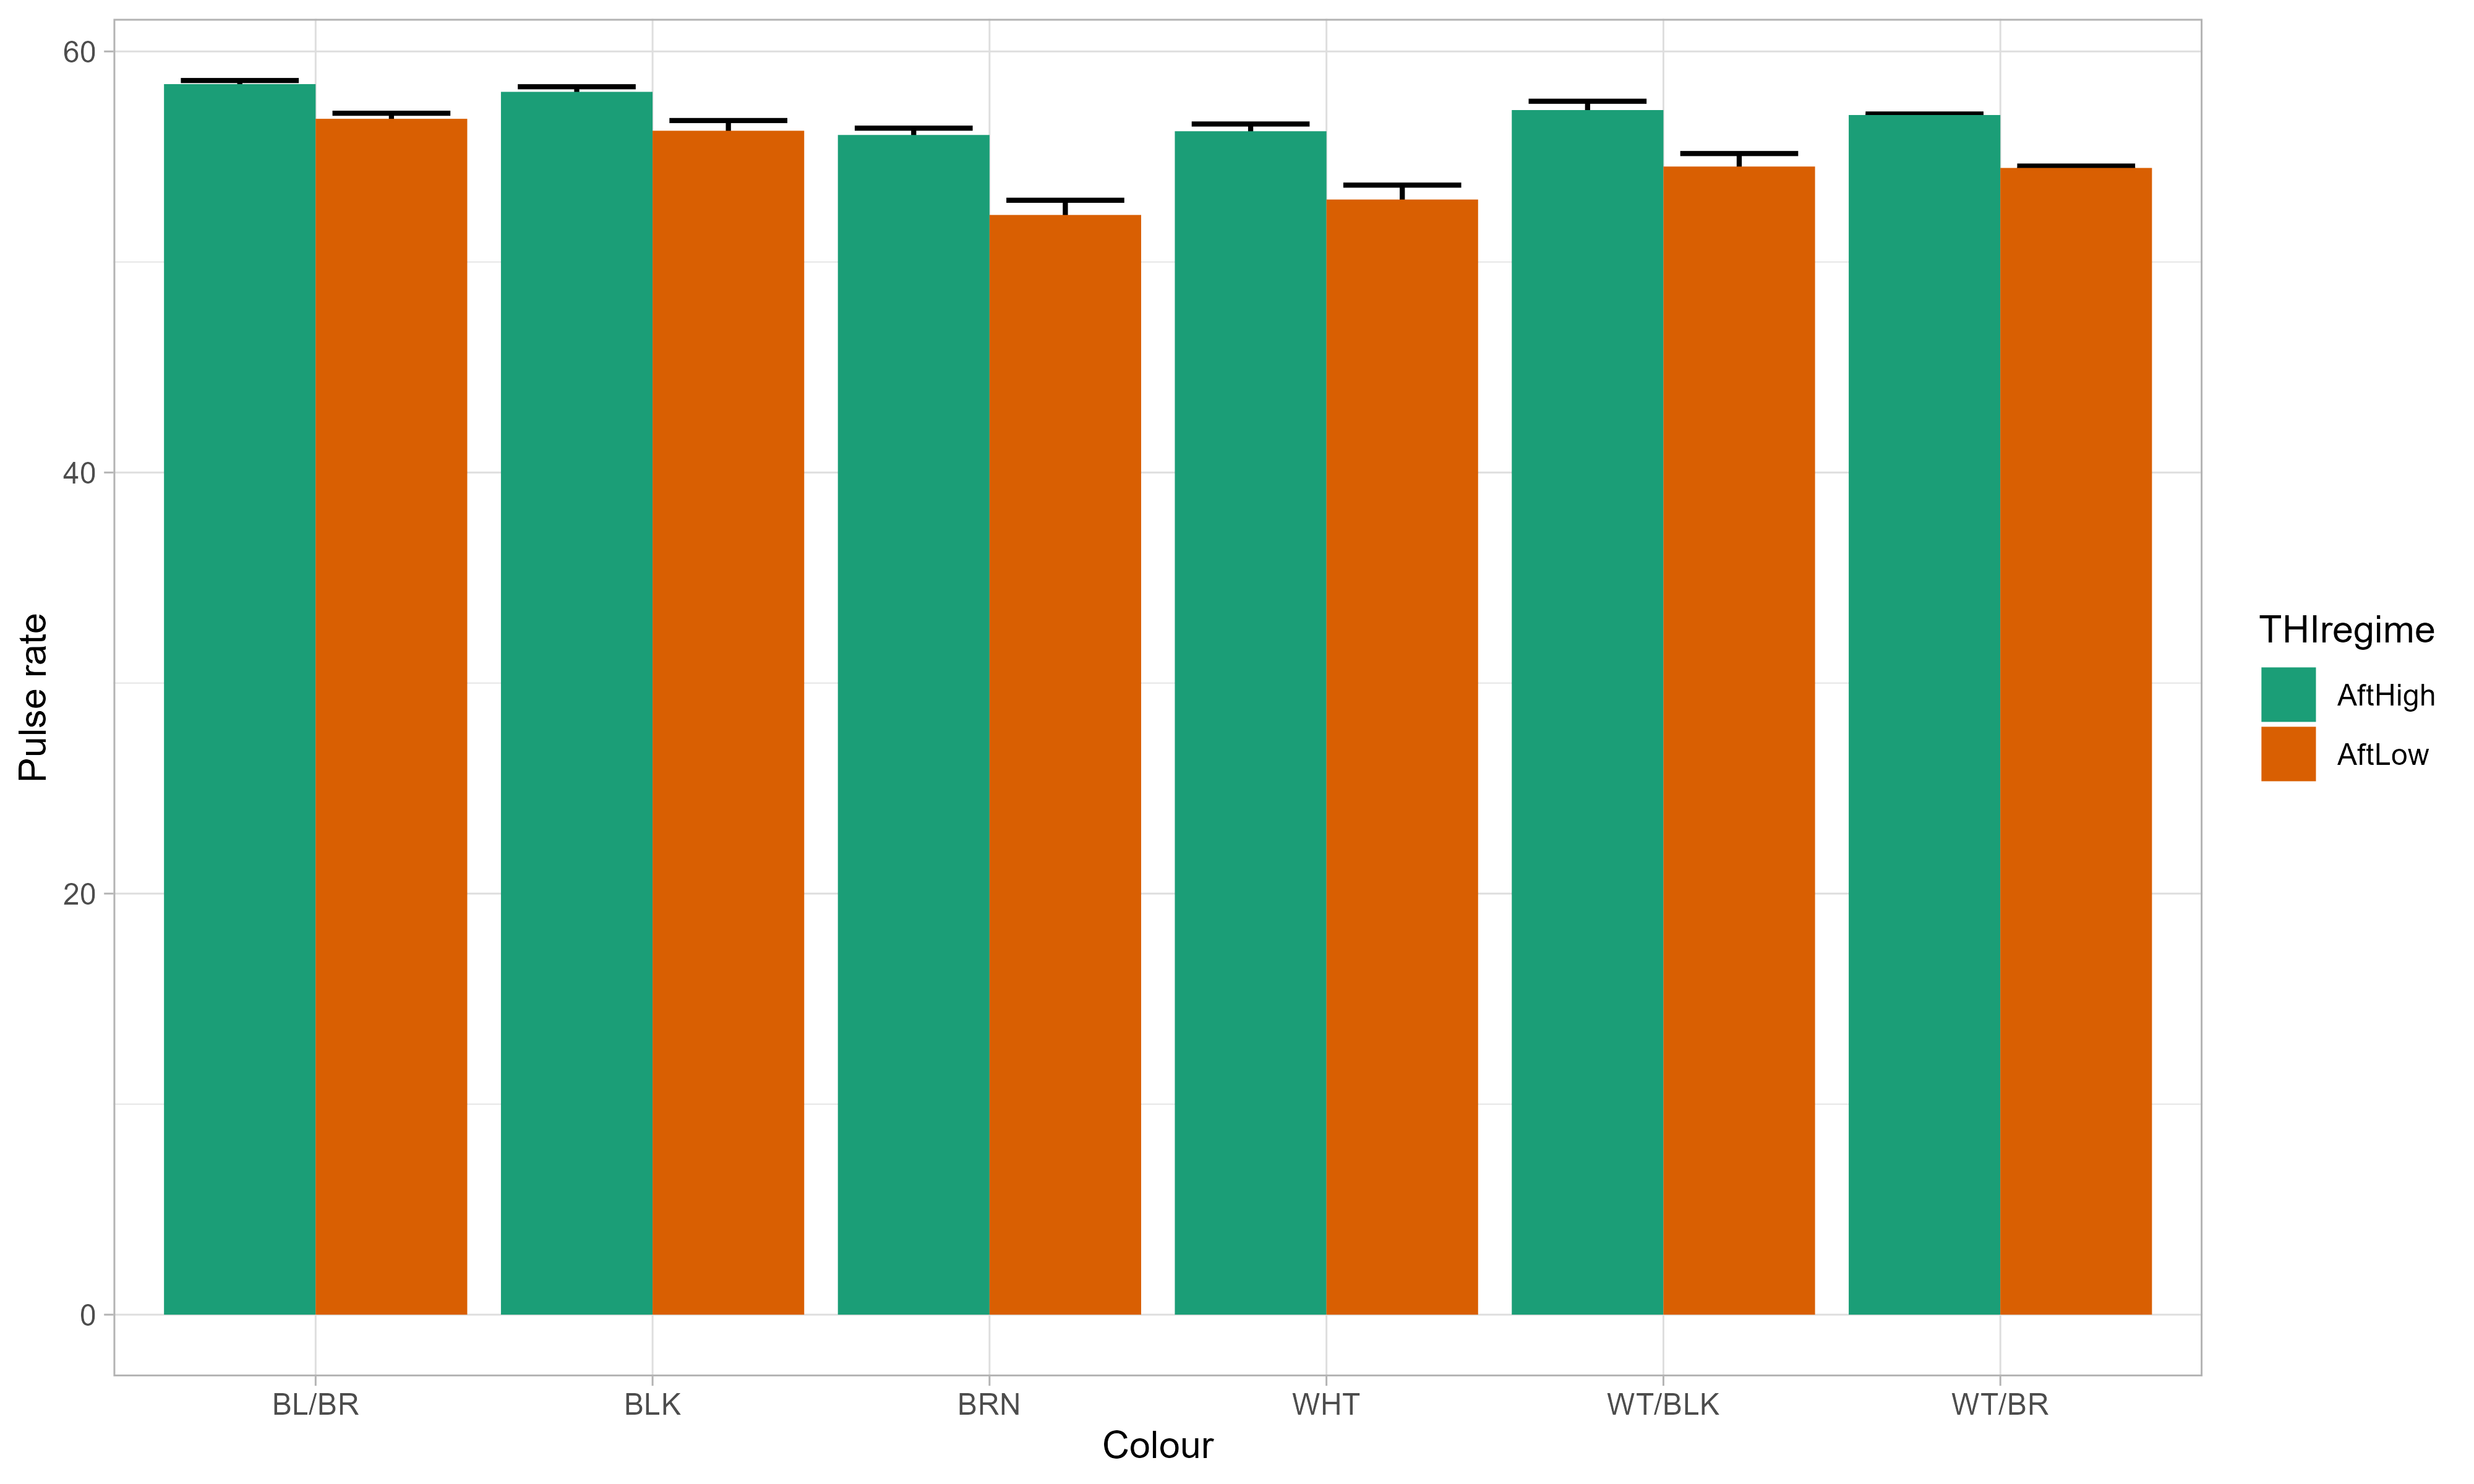 60
40
20
0
Pulse rate
BL/BR BLK BRN WHT WT/BLK WT/BR
Colour
THIregime
AftHigh
AftLow